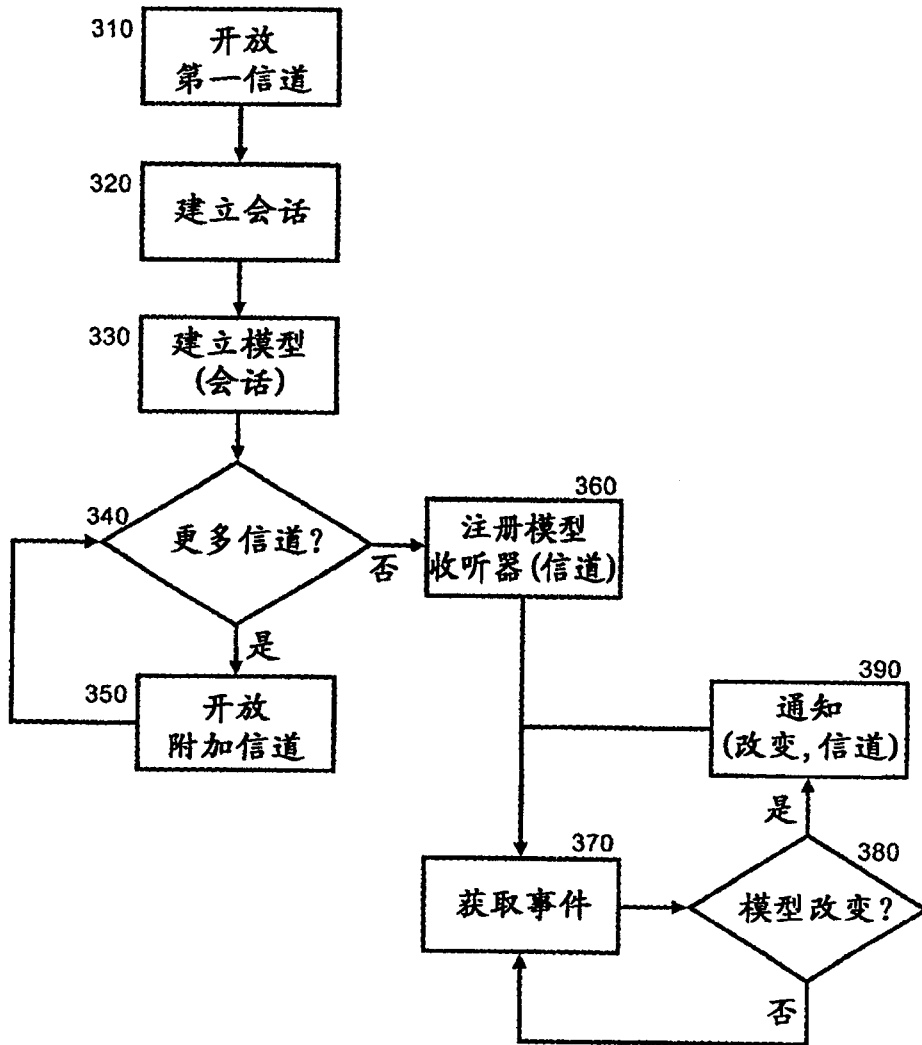 310
开放
第一信道
320
建立会话
330
建立模型
(会话)
340
更多信道?
否
是
350
开放
附加信道
360
注册模型
收听器(信道)
390
通知
(改变,信道)
是
370
获取事件
380
模型改变?
否